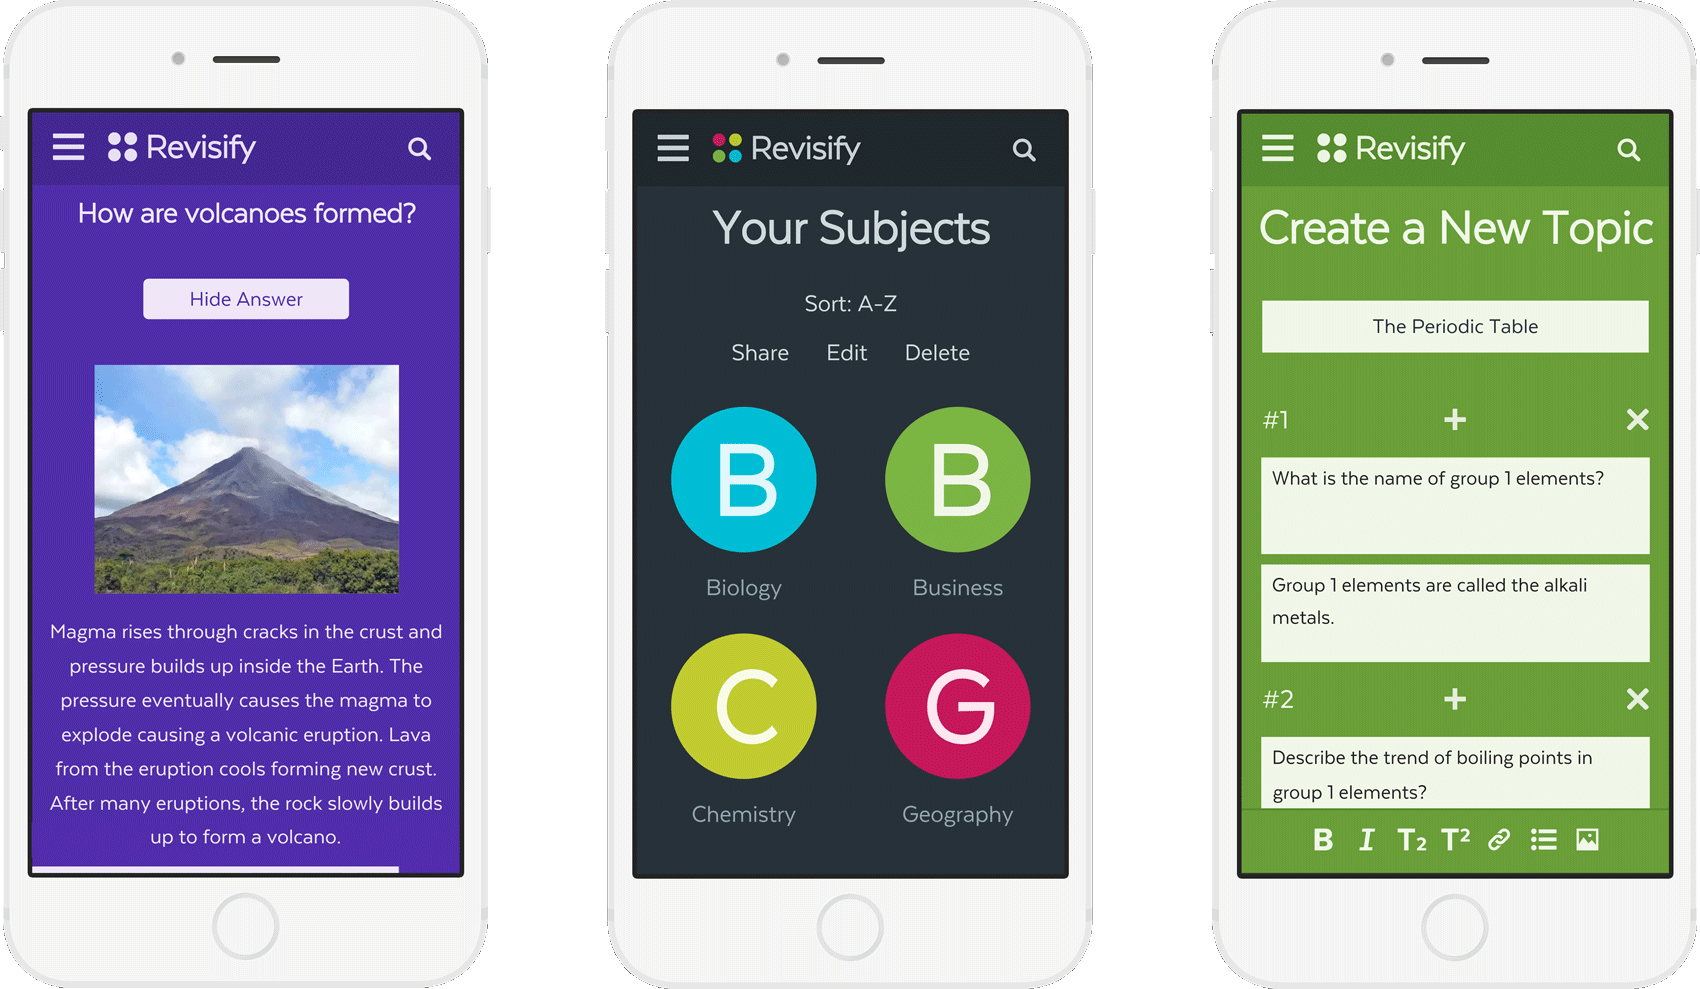 Revisify
How are volcanoes formed?
Hide Answer
Magma rises through cracks in the crust and
pressure builds up inside the Earth. The
pressure eventually causes the magma to
explode causing a volcanic eruption. Lava
from the eruption cools forming new crust.
After many eruptions, the rock slowly builds
up to form a volcano.
Revisify
Your Subjects
Sort: A-Z
Share Edit Delete
B B
Biology Business
C G
Chemistry Geography
Revisify
Create a New Topic
The Periodic Table
#1
What is the name of group 1 elements?
Group 1 elements are called the alkali
metals.
#2
Describe the trend of boiling points in
group 1 elements?
B I T₂ T²